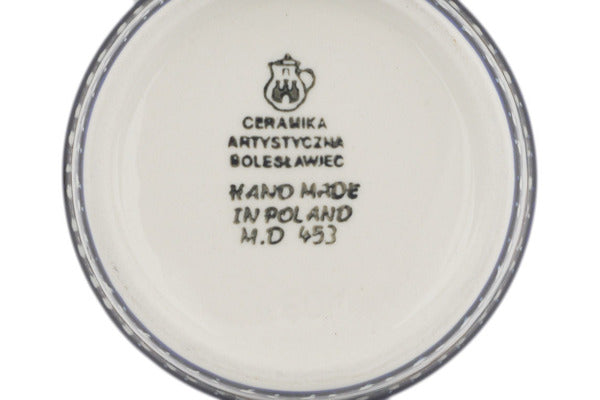 CERAMIKA
ARTYSTYCZNA
BOLESŁAWIEC
HAND MADE
IN POLAND
M.D 453